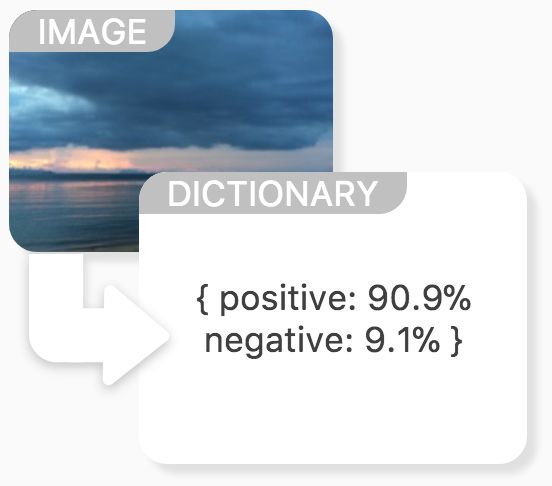 IMAGE
DICTIONARY
{ positive: 90.9%
negative: 9.1% }